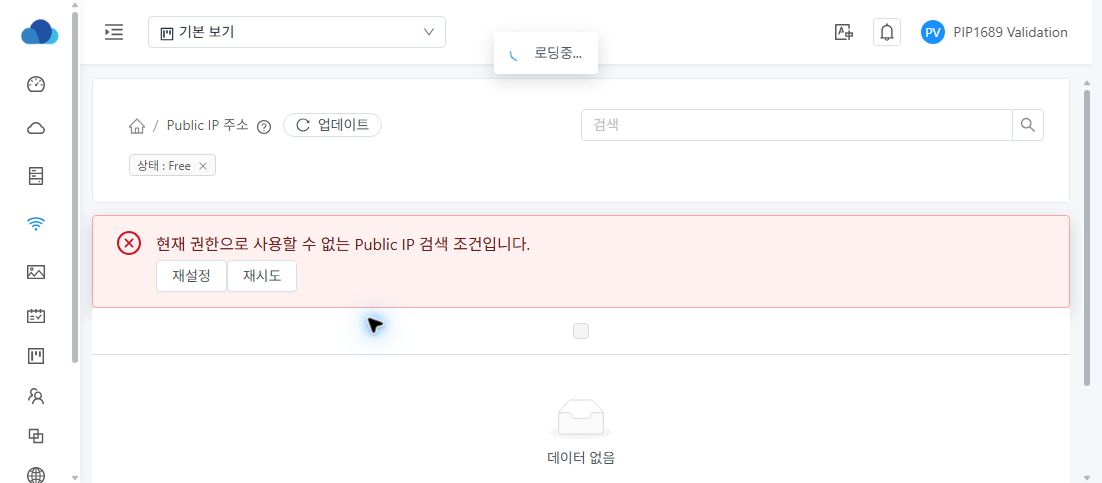 기본 보기
로딩중...
PV PIP1689 Validation
/ Public IP 주소 업데이트
검색
상태 : Free
현재 권한으로 사용할 수 없는 Public IP 검색 조건입니다.
재설정 재시도
데이터 없음